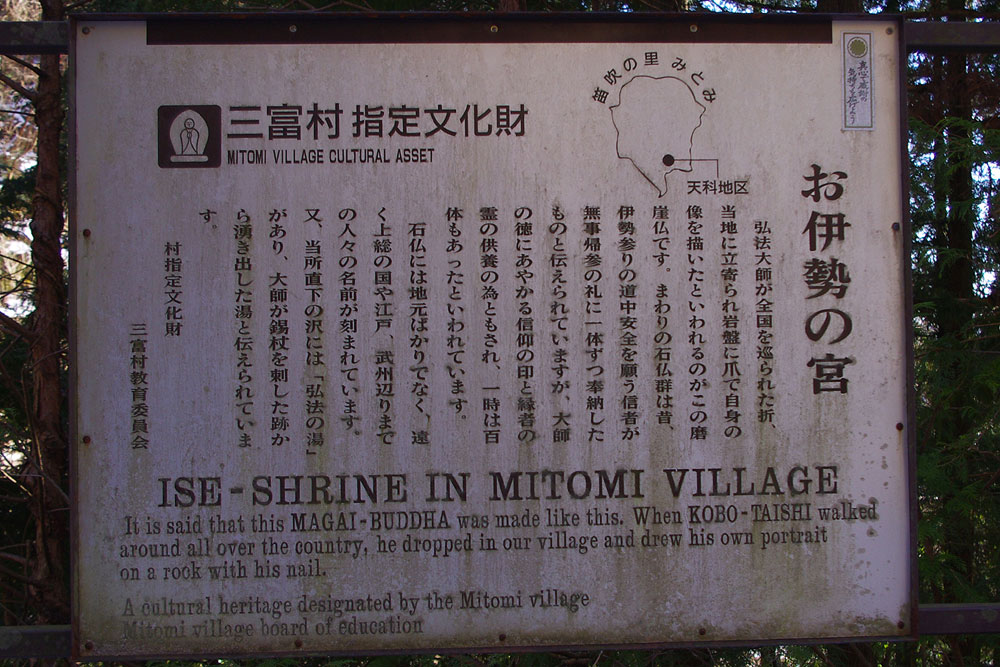 三富村 指定文化財
MITOMI VILLAGE CULTURAL ASSET
笛吹の里 みとみ
天科地区
お伊勢の宮
弘法大師が全国を巡られた折、
当地に立寄られ岩盤に爪で自身の
像を描いたといわれるのがこの磨
崖仏です。まわりの石仏群は昔、
伊勢参りの道中安全を願う信者が
無事帰参の礼に一体ずつ奉納した
ものと伝えられていますが、大師
の徳にあやかる信仰の印と縁者の
霊の供養の為ともされ、一時は百
体もあったといわれています。
石仏には地元ばかりでなく、遠
く上総の国や江戸、武州辺りまで
の人々の名前が刻まれています。
又、当所直下の沢には「弘法の湯」
があり、大師が錫杖を刺した跡か
ら湧き出した湯と伝えられていま
す。
村指定文化財
三富村教育委員会
ISE-SHRINE IN MITOMI VILLAGE
It is said that this MAGAI-BUDDHA was made like this. When KOBO-TAISHI walked
around all over the country, he dropped in our village and drew his own portrait
on a rock with his nail.
A cultural heritage designated by the Mitomi village
Mitomi village board of education